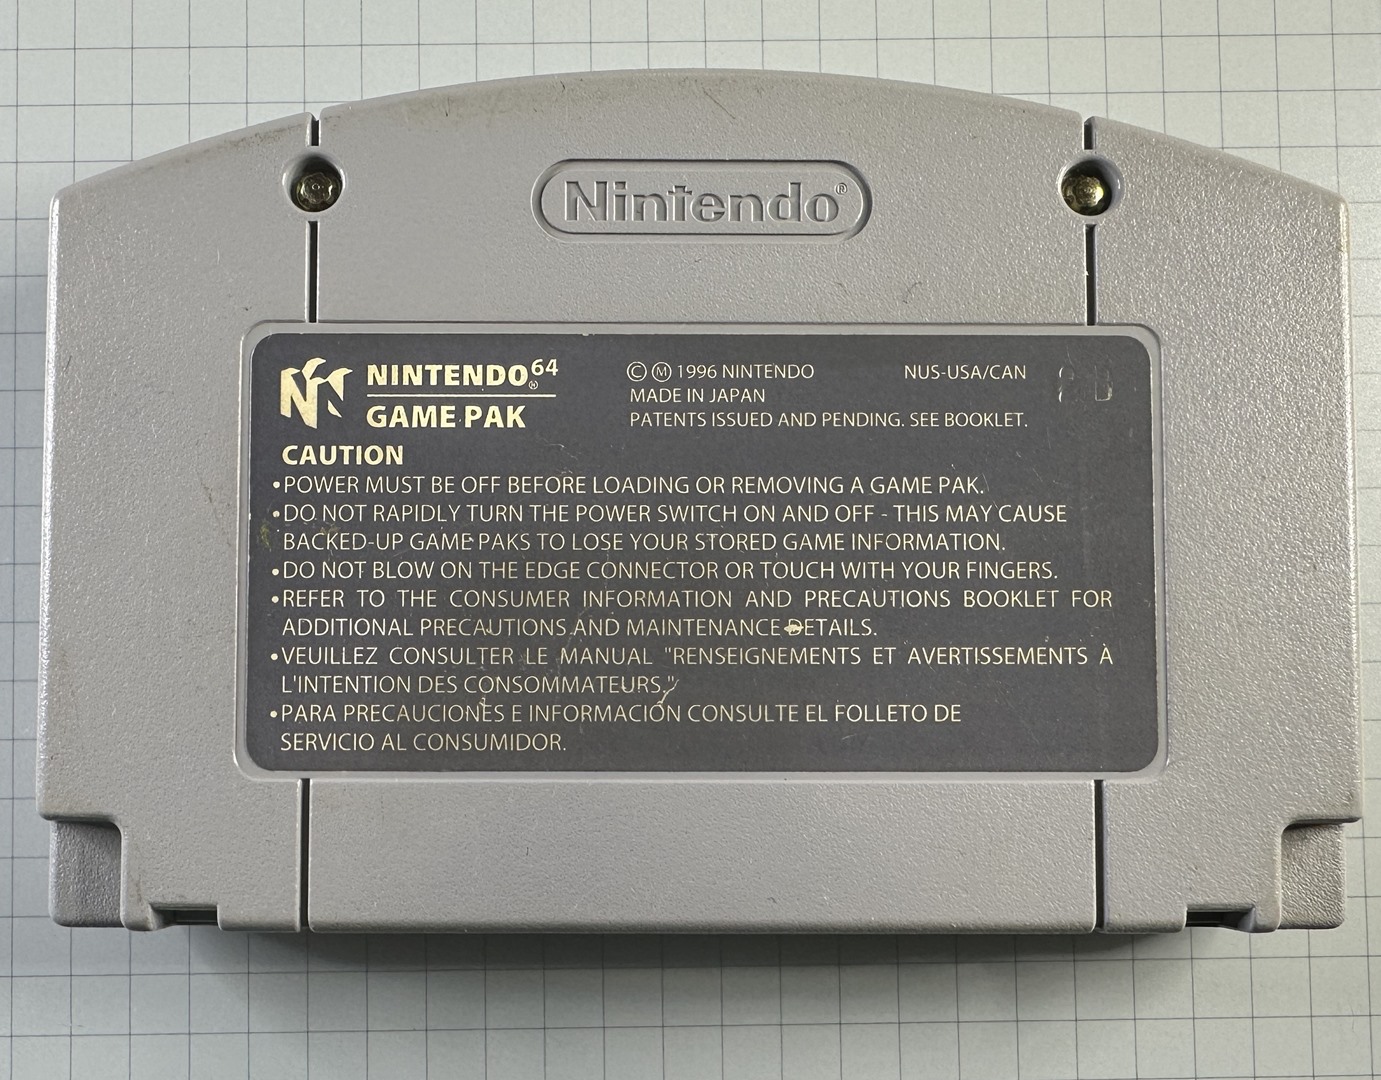 Nintendo®
NINTENDO®64
GAME PAK
© Ⓜ 1996 NINTENDO NUS-USA/CAN
MADE IN JAPAN
PATENTS ISSUED AND PENDING. SEE BOOKLET.
CAUTION
•POWER MUST BE OFF BEFORE LOADING OR REMOVING A GAME PAK.
•DO NOT RAPIDLY TURN THE POWER SWITCH ON AND OFF - THIS MAY CAUSE
BACKED-UP GAME PAKS TO LOSE YOUR STORED GAME INFORMATION.
•DO NOT BLOW ON THE EDGE CONNECTOR OR TOUCH WITH YOUR FINGERS.
•REFER TO THE CONSUMER INFORMATION AND PRECAUTIONS BOOKLET FOR
ADDITIONAL PRECAUTIONS AND MAINTENANCE DETAILS.
•VEUILLEZ CONSULTER LE MANUAL "RENSEIGNEMENTS ET AVERTISSEMENTS À
L'INTENTION DES CONSOMMATEURS."
•PARA PRECAUCIONES E INFORMACIÓN CONSULTE EL FOLLETO DE
SERVICIO AL CONSUMIDOR.